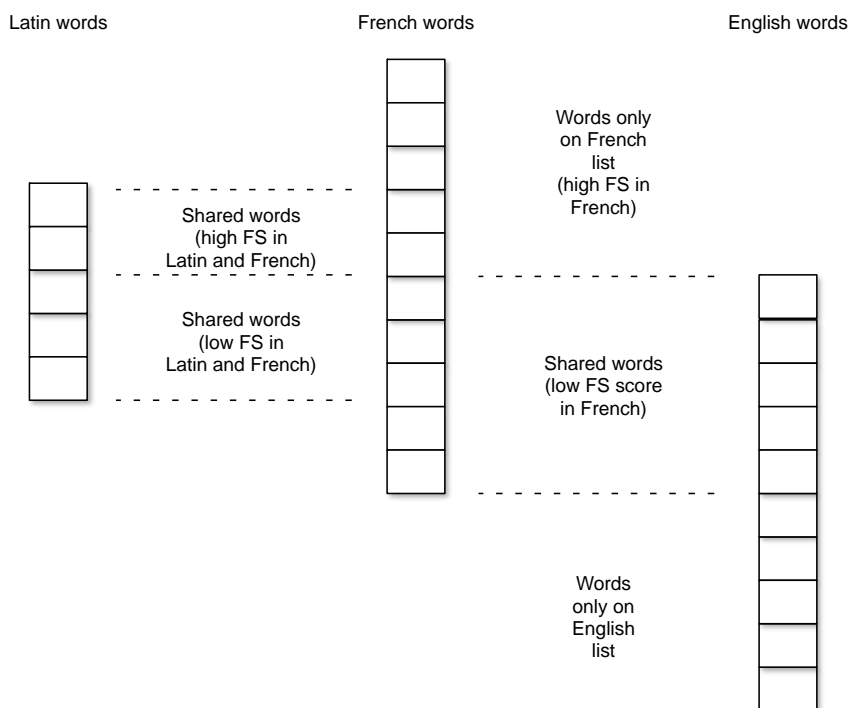 Latin words
French words
English words
Words only
on French
list
(high FS in
French)
Shared words
(high FS in
Latin and French)
Shared words
(low FS in
Latin and French)
Shared words
(low FS score
in French)
Words
only on
English
list